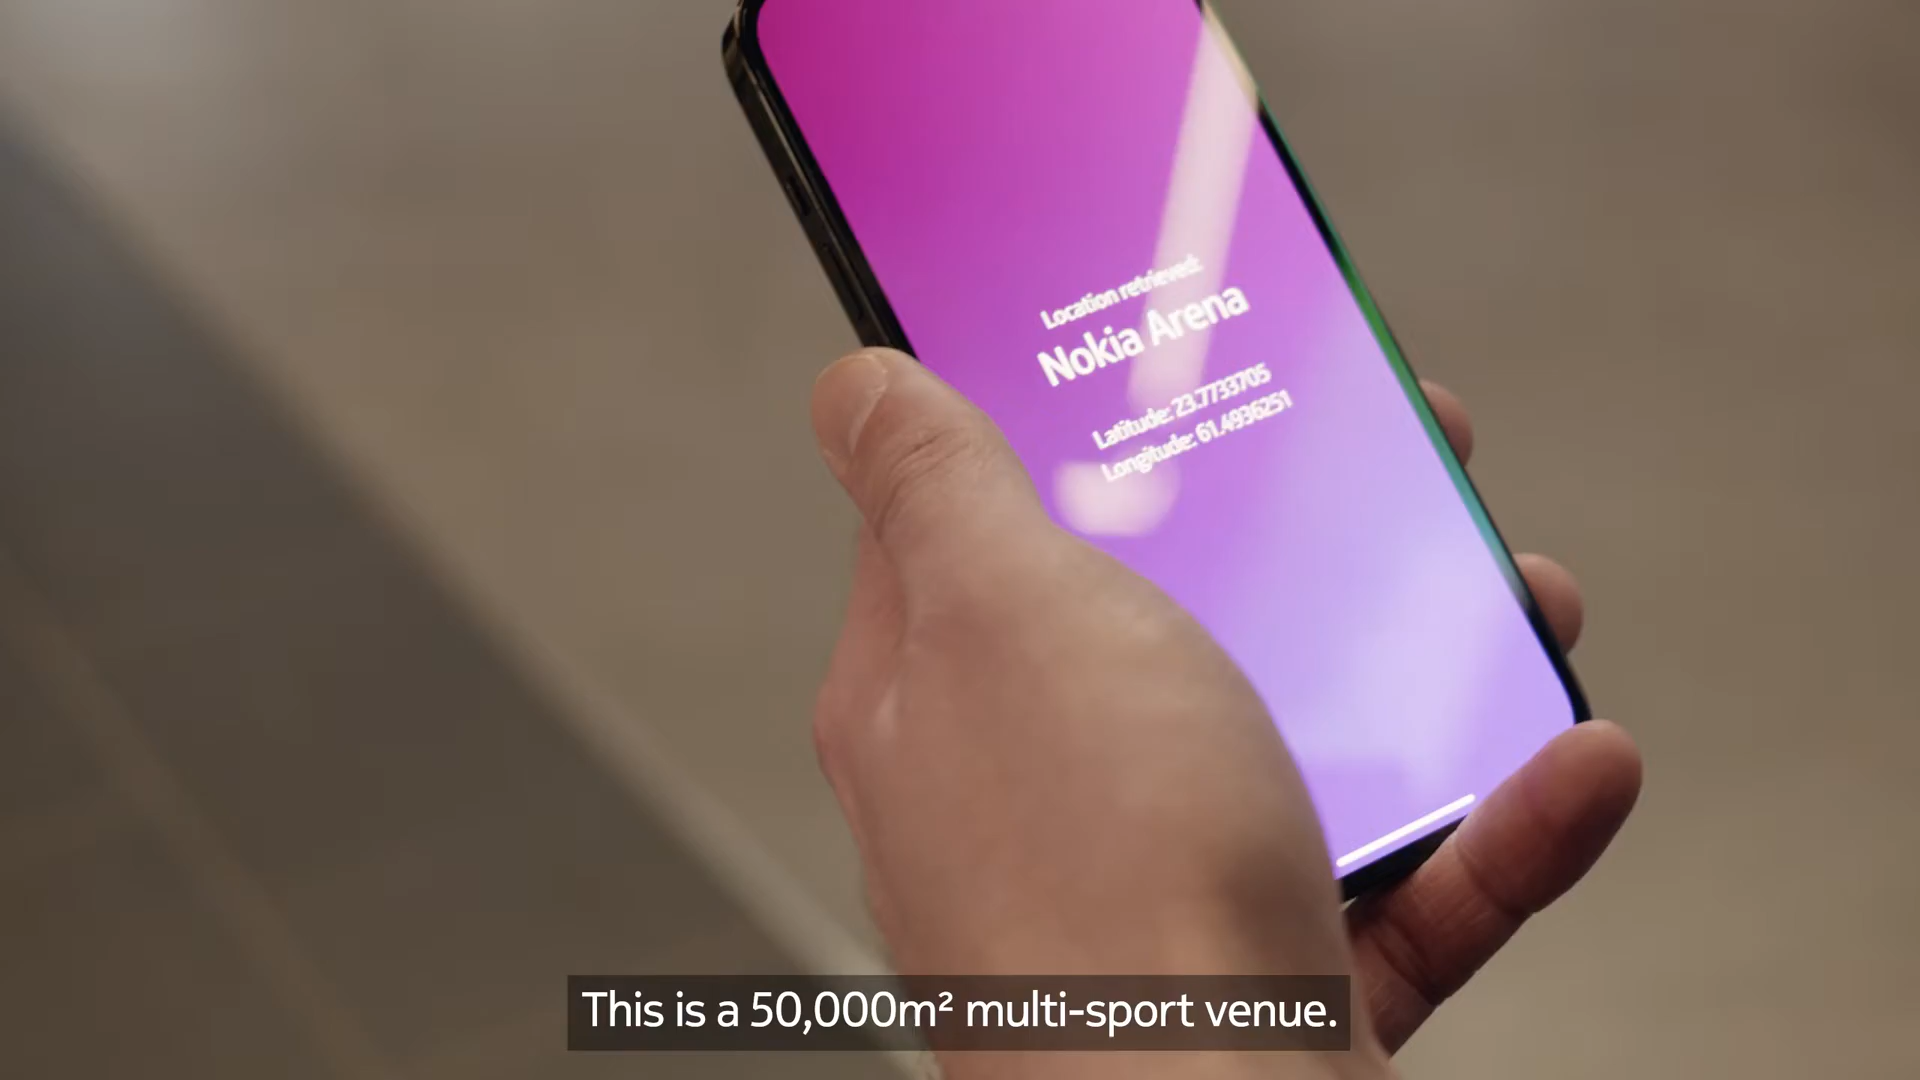 Location retrieved:
Nokia Arena
Latitude: 23.7733705
Longitude: 61.4936251
This is a 50,000m² multi-sport venue.